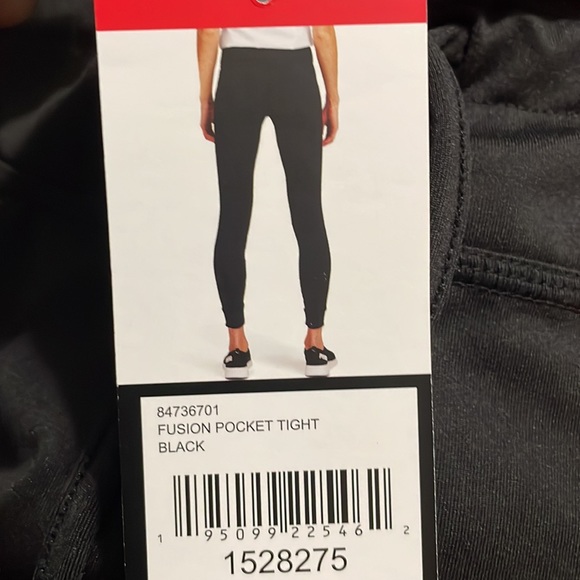 84736701
FUSION POCKET TIGHT
BLACK
1 95099 22546 2
1528275